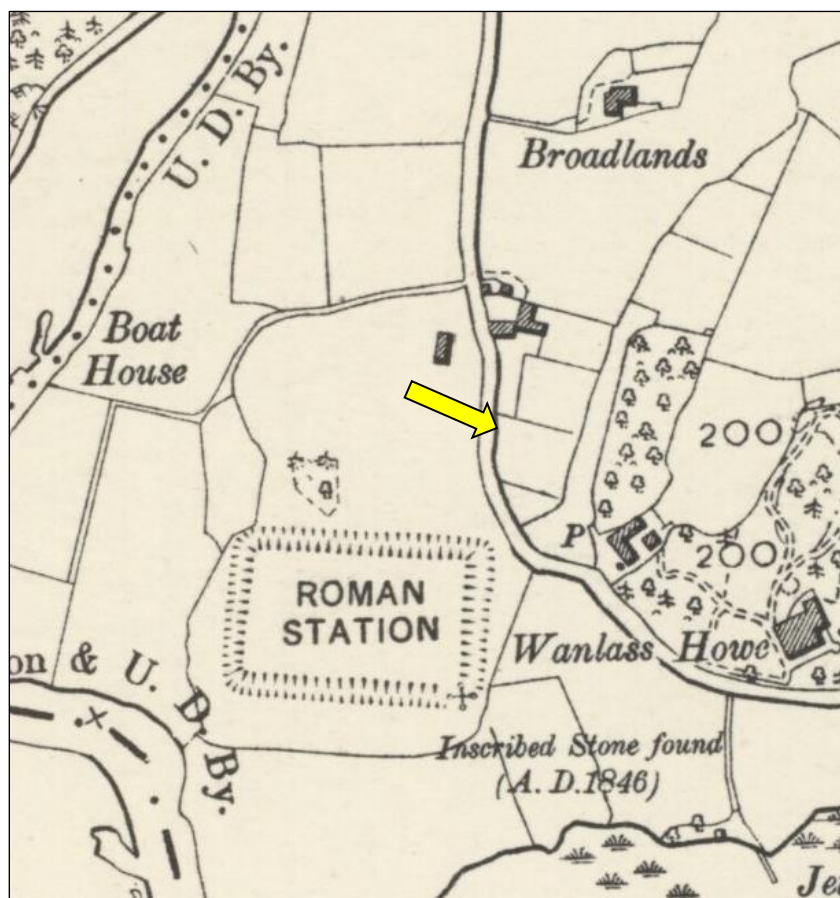 U. D. By.
Broadlands
Boat
House
200
P
200
ROMAN
STATION
on & U. D. By.
Wanlass Howe
Inscribed Stone found
(A.D. 1846)
Je